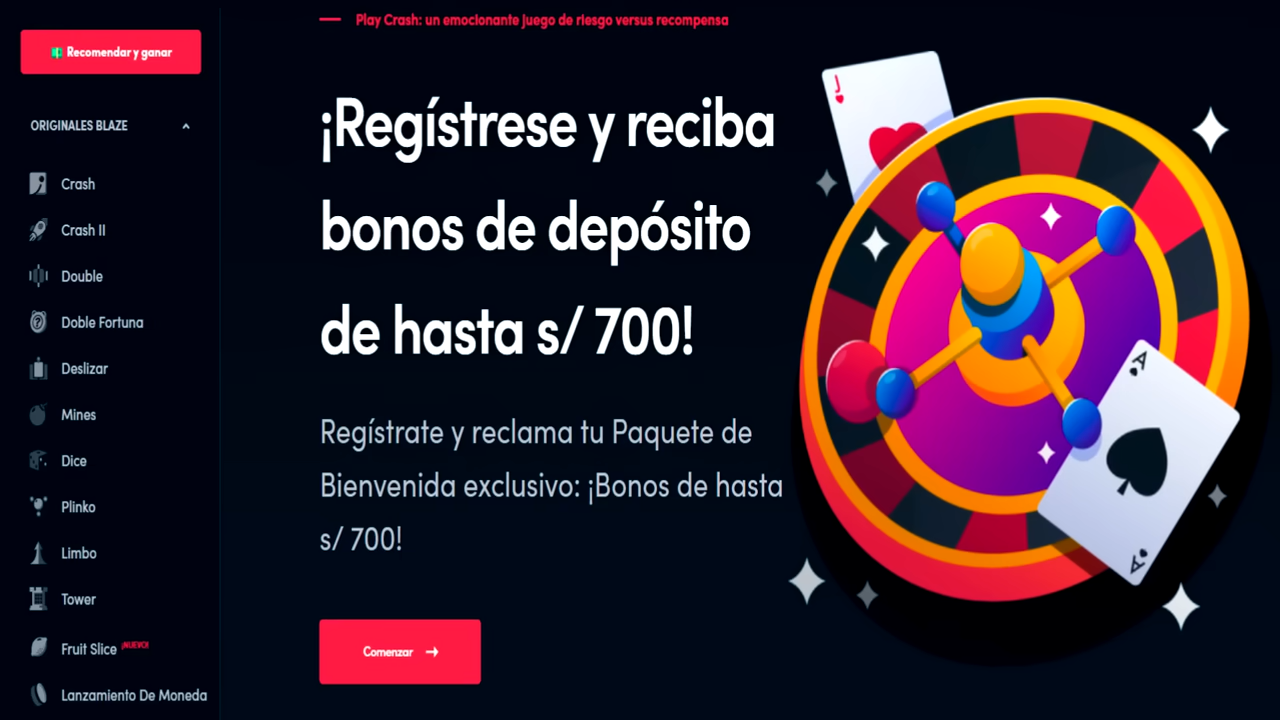 Recomendar y ganar
ORIGINALES BLAZE
Crash
Crash II
Double
Doble Fortuna
Deslizar
Mines
Dice
Plinko
Limbo
Tower
Fruit Slice ¡NUEVO!
Lanzamiento De Moneda
Play Crash: un emocionante juego de riesgo versus recompensa
¡Regístrese y reciba
bonos de depósito
de hasta s/ 700!
Regístrate y reclama tu Paquete de
Bienvenida exclusivo: ¡Bonos de hasta
s/ 700!
Comenzar
J
A
A